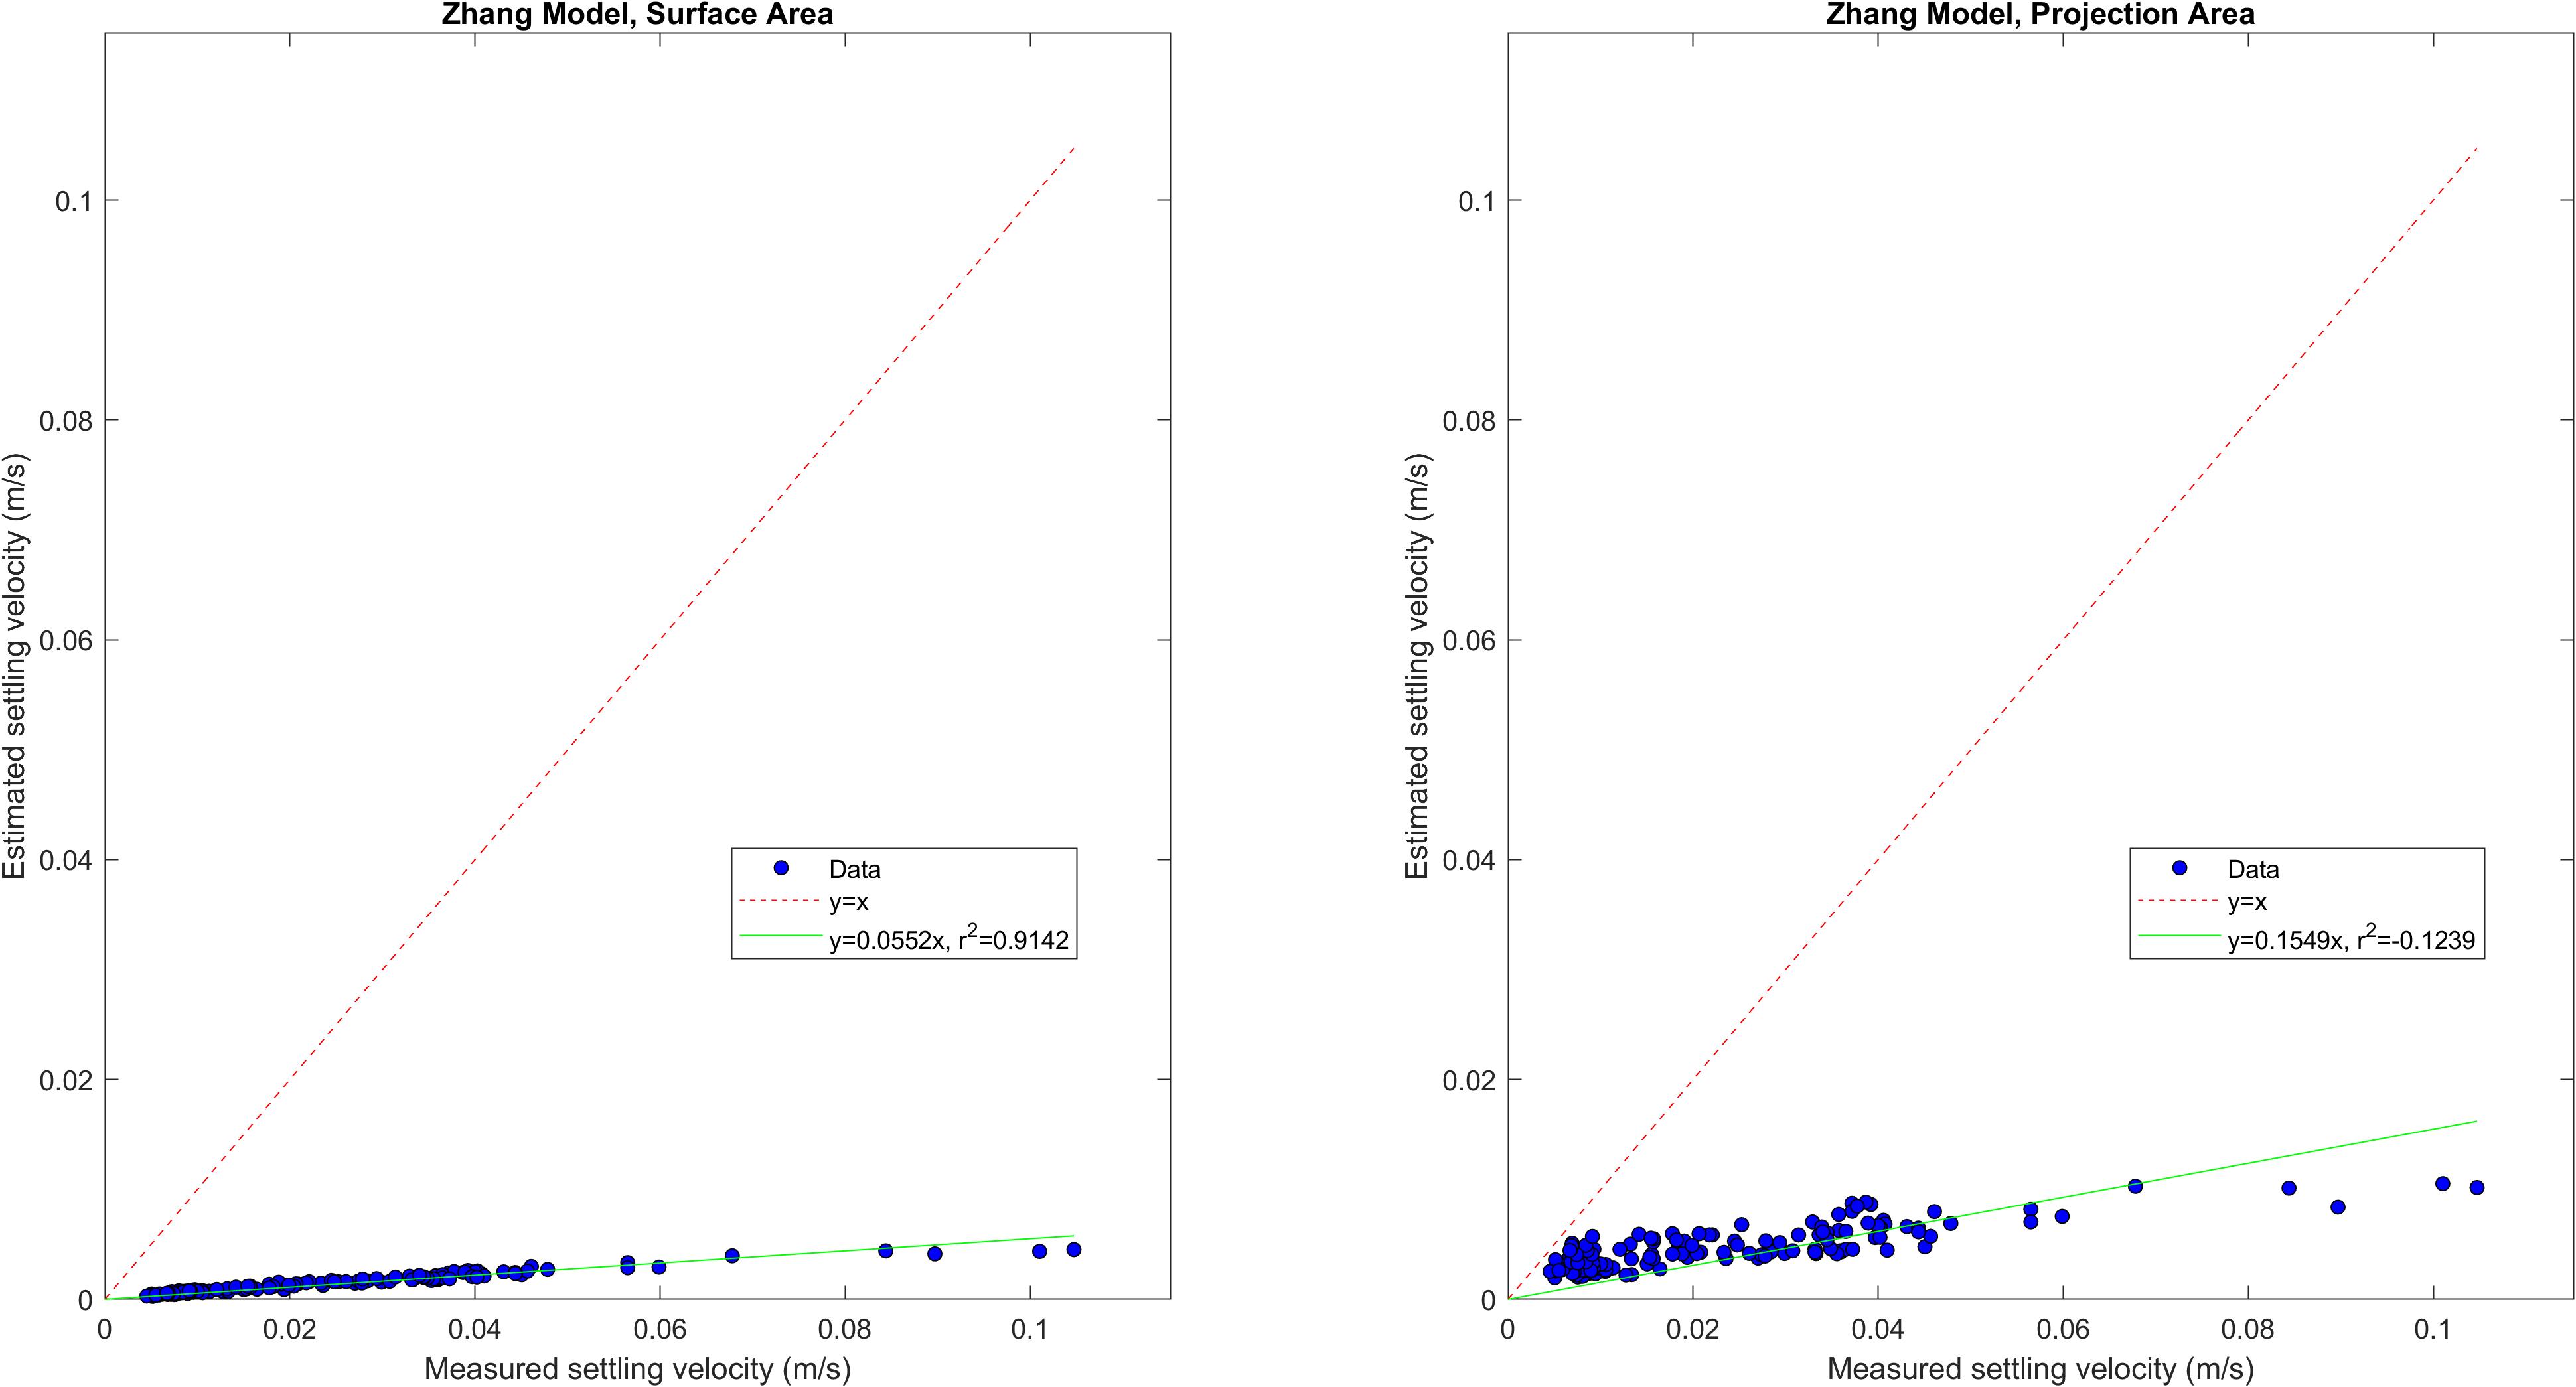 Zhang Model, Surface Area
0.1
0.08
0.06
0.04
0.02
0
Estimated settling velocity (m/s)
Data
y=x
y=0.0552x, r²=0.9142
0
0.02
0.04
0.06
0.08
0.1
Measured settling velocity (m/s)
Zhang Model, Projection Area
0.1
0.08
0.06
0.04
0.02
0
Estimated settling velocity (m/s)
Data
y=x
y=0.1549x, r²=-0.1239
0
0.02
0.04
0.06
0.08
0.1
Measured settling velocity (m/s)